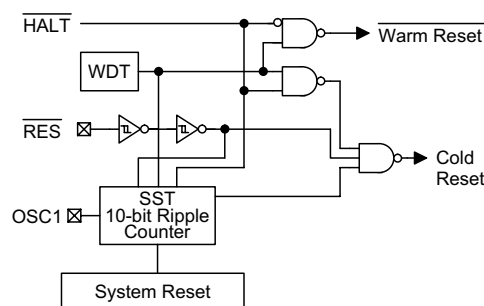 HALT
Warm Reset
WDT
RES
Cold
Reset
SST
10-bit Ripple
Counter
OSC1
System Reset